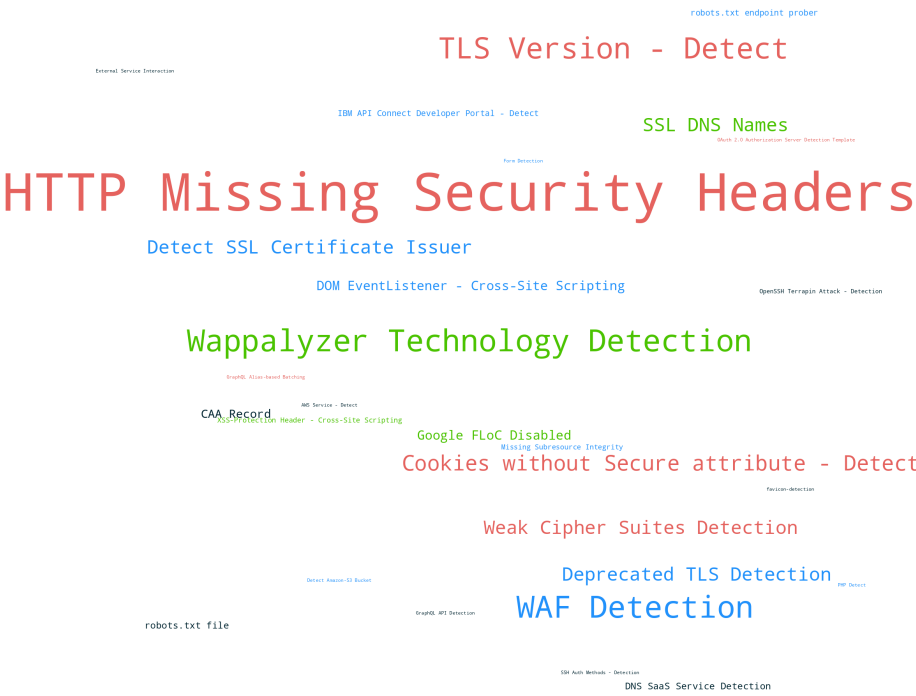 robots.txt endpoint prober
TLS Version - Detect
External Service Interaction
IBM API Connect Developer Portal - Detect
SSL DNS Names
OAuth 2.0 Authorization Server Detection Template
Form Detection
HTTP Missing Security Headers
Detect SSL Certificate Issuer
DOM EventListener - Cross-Site Scripting
OpenSSH Terrapin Attack - Detection
Wappalyzer Technology Detection
GraphQL Alias-based Batching
AWS Service - Detect
CAA Record
XSS-Protection Header - Cross-Site Scripting
Google FLoC Disabled
Missing Subresource Integrity
Cookies without Secure attribute - Detect
favicon-detection
Weak Cipher Suites Detection
Deprecated TLS Detection
Detect Amazon-S3 Bucket
PHP Detect
WAF Detection
GraphQL API Detection
robots.txt file
SSH Auth Methods - Detection
DNS SaaS Service Detection